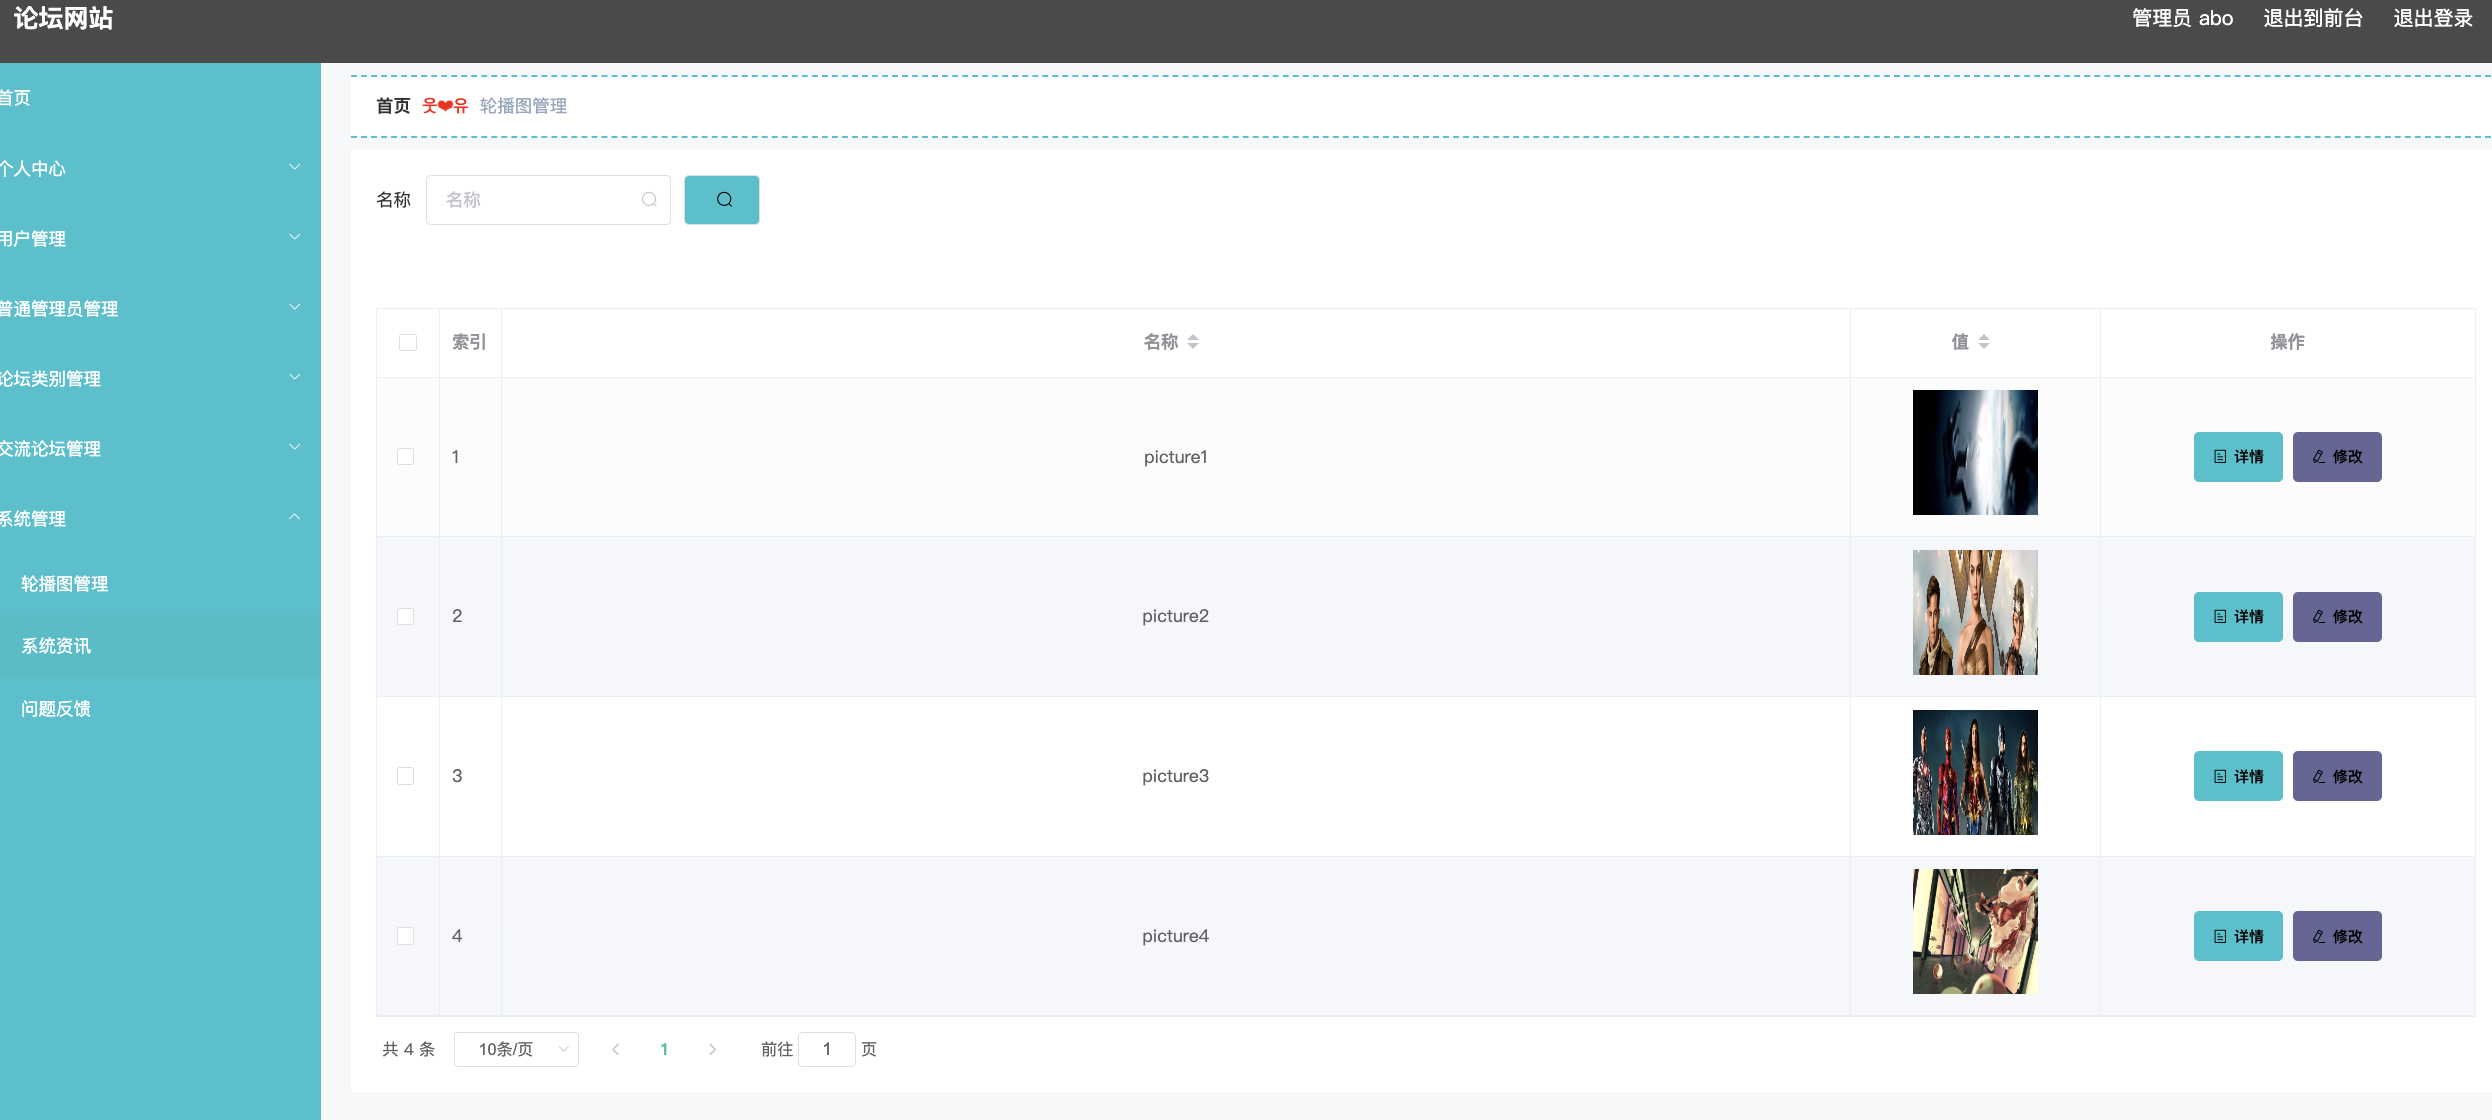 论坛网站
管理员 abo 退出到前台 退出登录
首页
个人中心
用户管理
普通管理员管理
论坛类别管理
交流论坛管理
系统管理
轮播图管理
系统资讯
问题反馈
首页 웃❤유 轮播图管理
名称 名称
索引 名称 值 操作
1 picture1 详情 修改
2 picture2 详情 修改
3 picture3 详情 修改
4 picture4 详情 修改
共 4 条 10条/页 1 前往 1 页